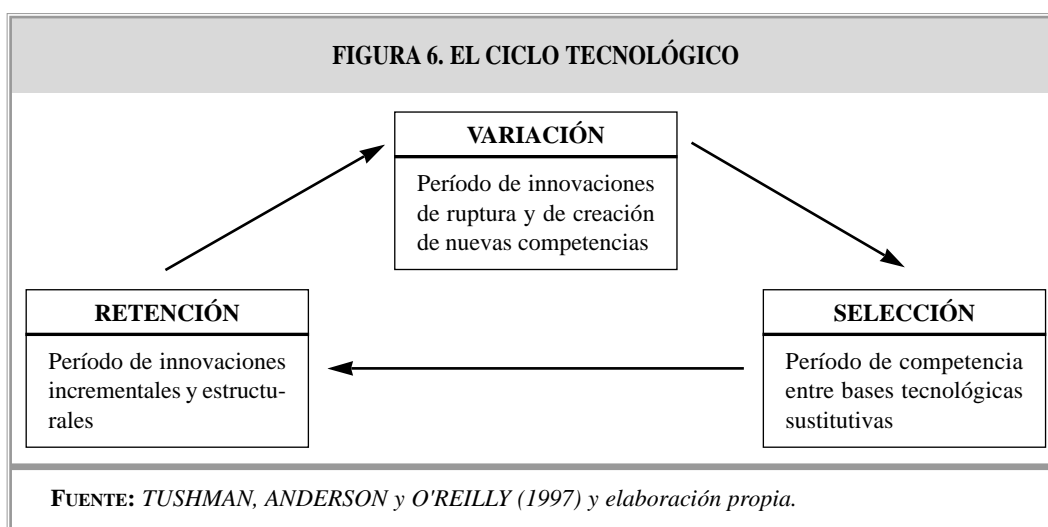 FIGURA 6. EL CICLO TECNOLÓGICO
VARIACIÓN
Período de innovaciones
de ruptura y de creación
de nuevas competencias
RETENCIÓN
Período de innovaciones
incrementales y estructu-
rales
SELECCIÓN
Período de competencia
entre bases tecnológicas
sustitutivas
FUENTE: TUSHMAN, ANDERSON y O'REILLY (1997) y elaboración propia.